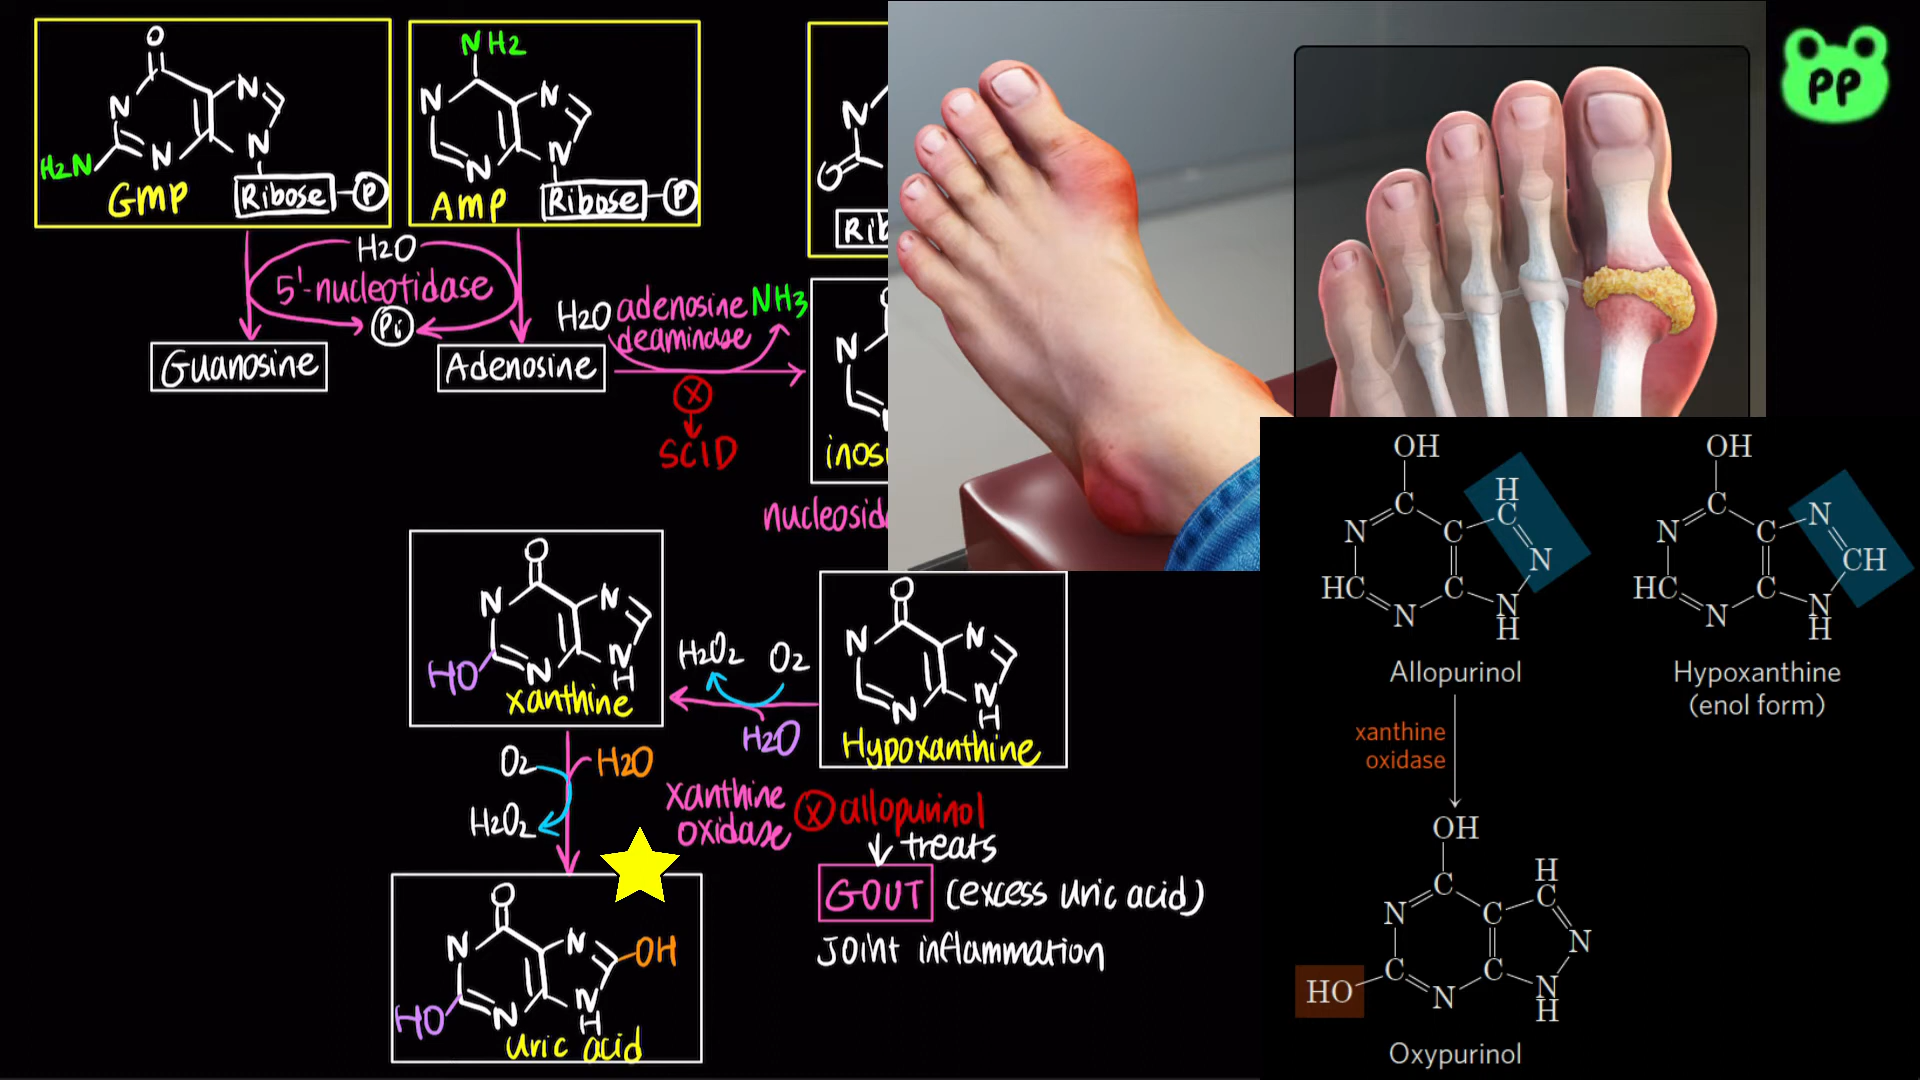 O
N
N
N
N
H2N
GMP
Ribose
P
NH2
N
N
N
N
AMP
Ribose
P
N
O
PP
H2O
5'-nucleotidase
Pi
Guanosine
Adenosine
H2O
adenosine
deaminase
NH3
X
SCID
N
inos
nucleosid
O
N
N
N
N
H
HO
xanthine
H2O2
O2
H2O
O
N
N
N
N
H
Hypoxanthine
O2
H2O
H2O2
xanthine
oxidase
X
allopurinol
treats
GOUT
(excess uric acid)
Joint inflammation
O
N
N
N
N
H
OH
HO
uric acid
OH
C
N
C
H
C
N
HC
N
C
N
H
Allopurinol
OH
C
N
C
N
CH
HC
N
C
N
H
Hypoxanthine
(enol form)
xanthine
oxidase
OH
C
N
C
H
C
N
HO
C
N
C
N
H
Oxypurinol